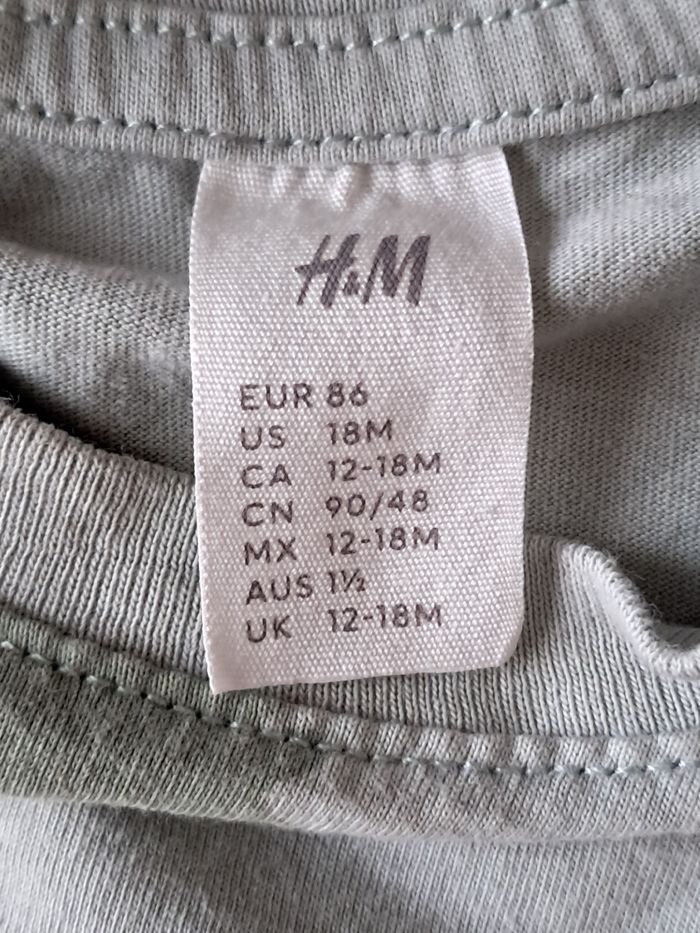 H&M
EUR 86
US 18M
CA 12-18M
CN 90/48
MX 12-18M
AUS 1½
UK 12-18M